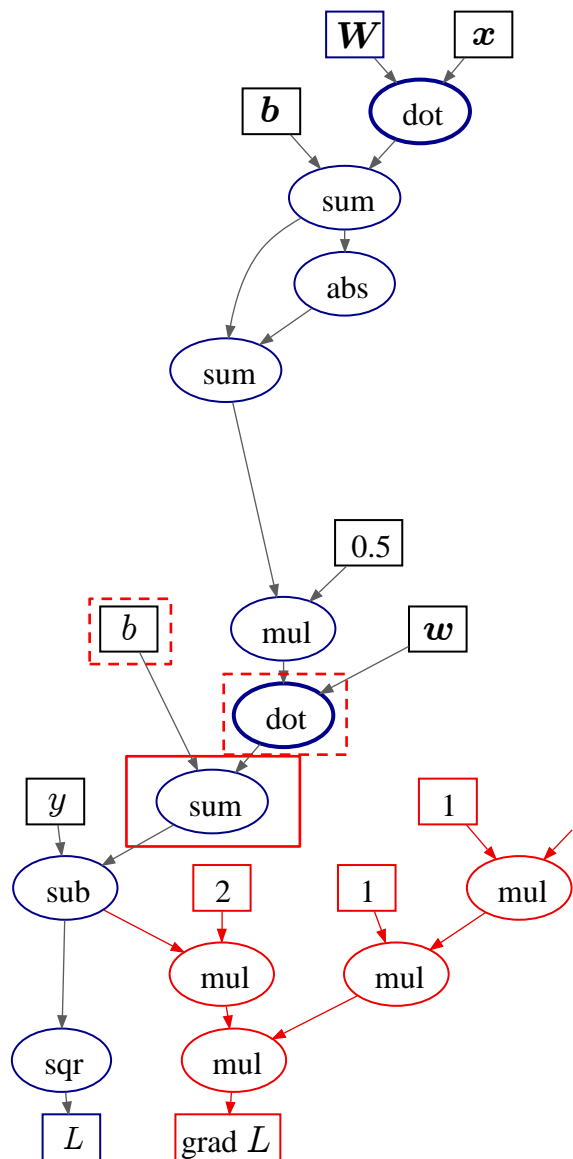 W x
dot
b
sum
abs
sum
0.5
mul
b w
dot
sum
y 1
sub 2 1 mul
mul mul
sqr mul
L grad L